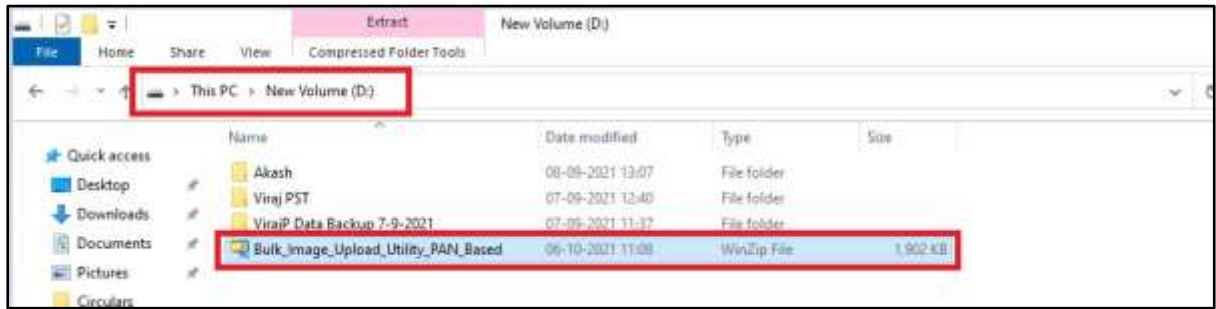 Extract New Volume (D:)
File Home Share View Compressed Folder Tools
This PC > New Volume (D:)
Name Date modified Type Size
Quick access
Akash 08-09-2021 13:07 File folder
Desktop
Viraj PST 07-09-2021 12:40 File folder
Downloads
VirajP Data Backup 7-9-2021 07-09-2021 11:37 File folder
Documents
Bulk_Image_Upload_Utility_PAN_Based 06-10-2021 11:08 WinZip File 1,902 KB
Pictures
Circulars